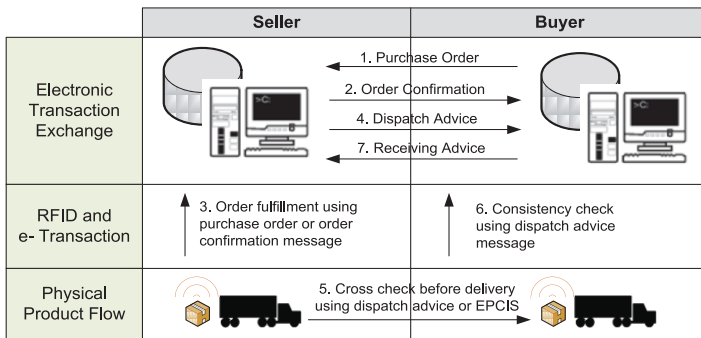 Seller
Buyer
Electronic
Transaction
Exchange
1. Purchase Order
2. Order Confirmation
4. Dispatch Advice
7. Receiving Advice
>C:
>C:
RFID and
e- Transaction
3. Order fulfillment using
purchase order or order
confirmation message
6. Consistency check
using dispatch advice
message
Physical
Product Flow
5. Cross check before delivery
using dispatch advice or EPCIS